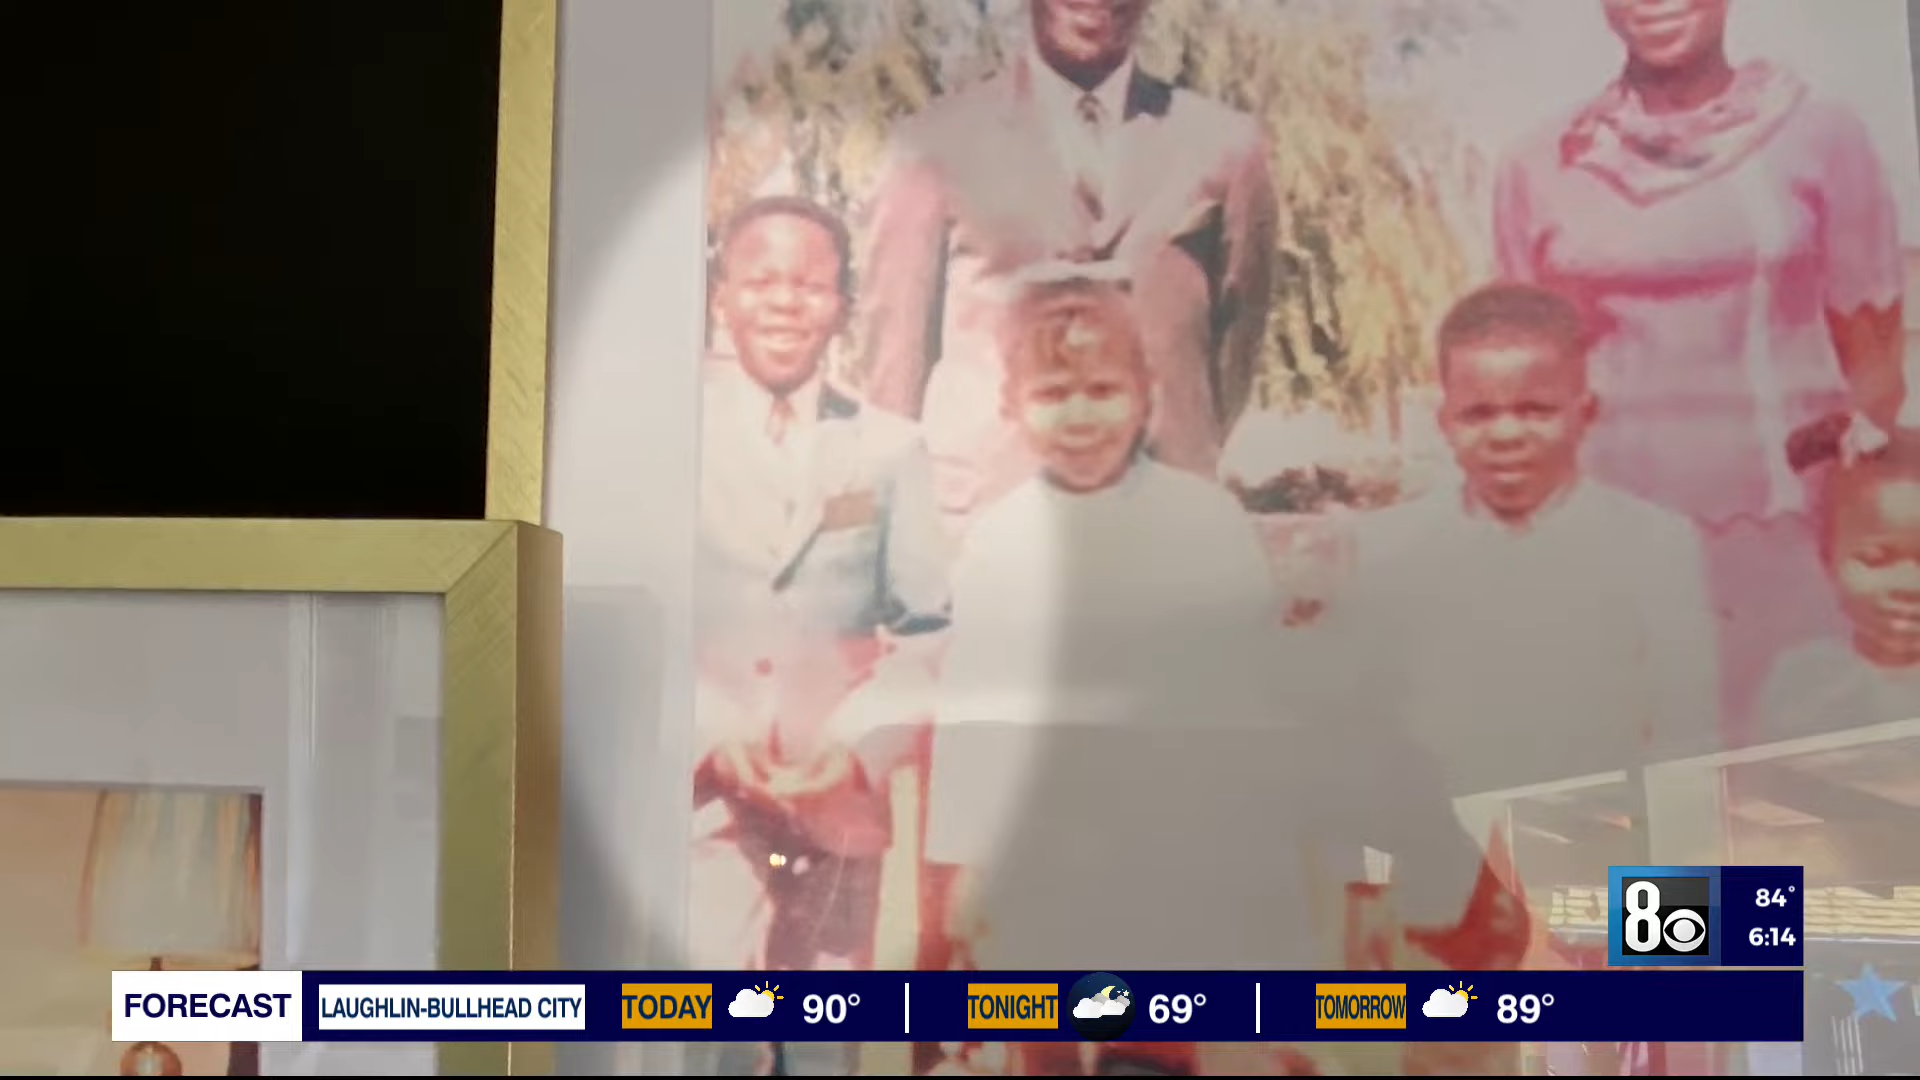 8
84°
6:14
FORECAST
LAUGHLIN-BULLHEAD CITY
TODAY 90°
TONIGHT 69°
TOMORROW 89°